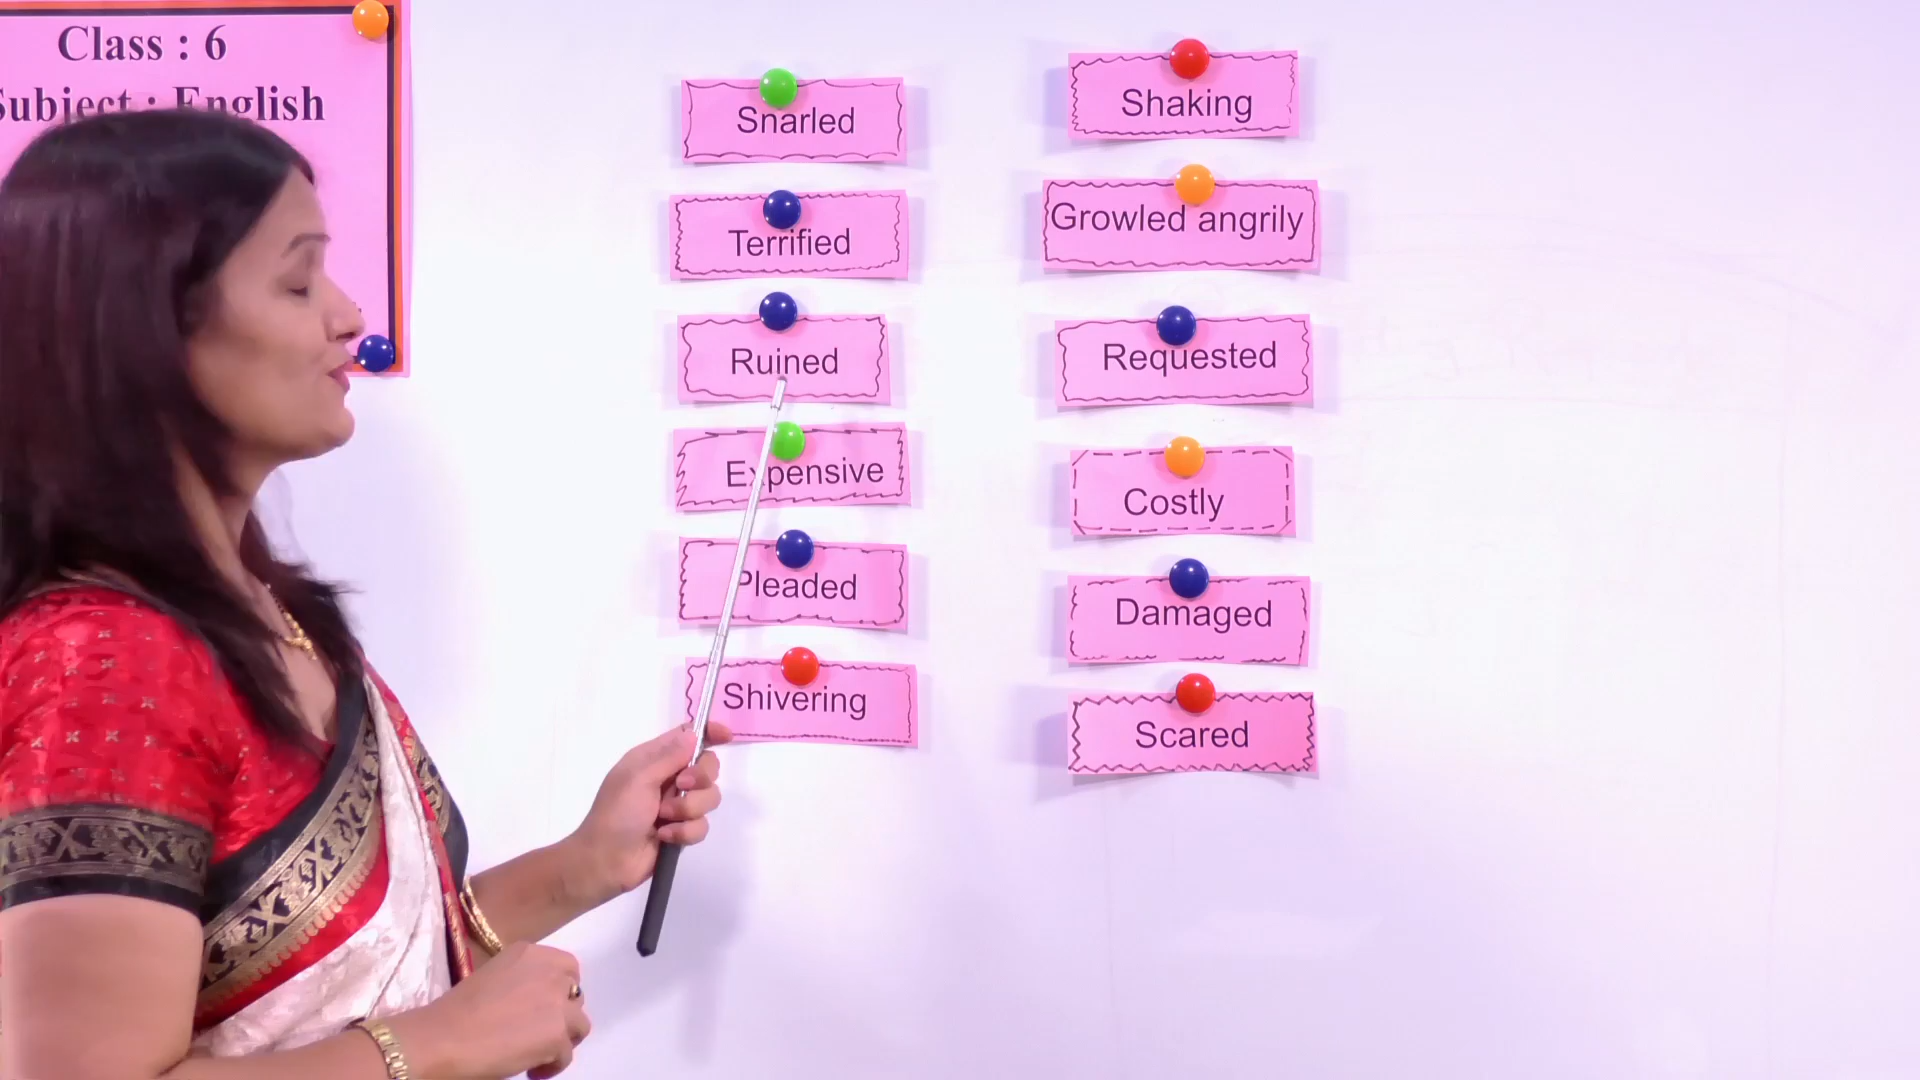 Class : 6
Subject : English
Snarled
Terrified
Ruined
Expensive
Pleaded
Shivering
Shaking
Growled angrily
Requested
Costly
Damaged
Scared